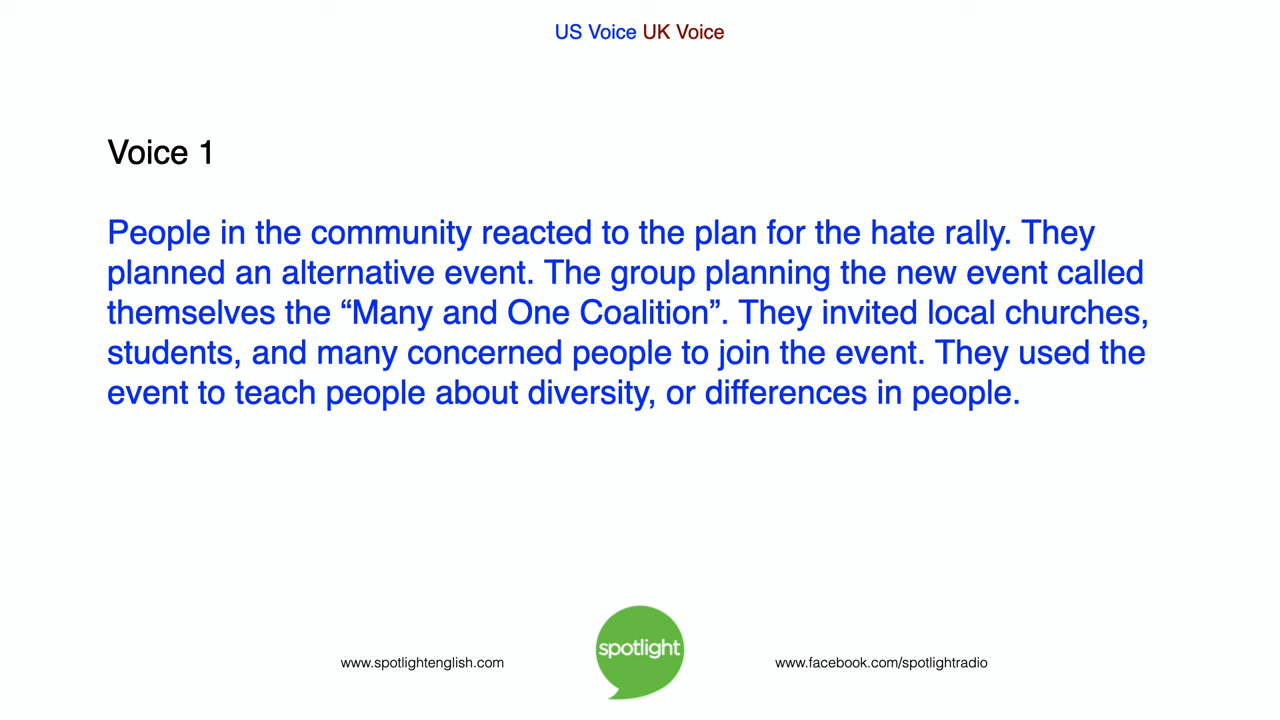 US Voice UK Voice
Voice 1
People in the community reacted to the plan for the hate rally. They
planned an alternative event. The group planning the new event called
themselves the “Many and One Coalition”. They invited local churches,
students, and many concerned people to join the event. They used the
event to teach people about diversity, or differences in people.
spotlight
www.spotlightenglish.com
www.facebook.com/spotlightradio